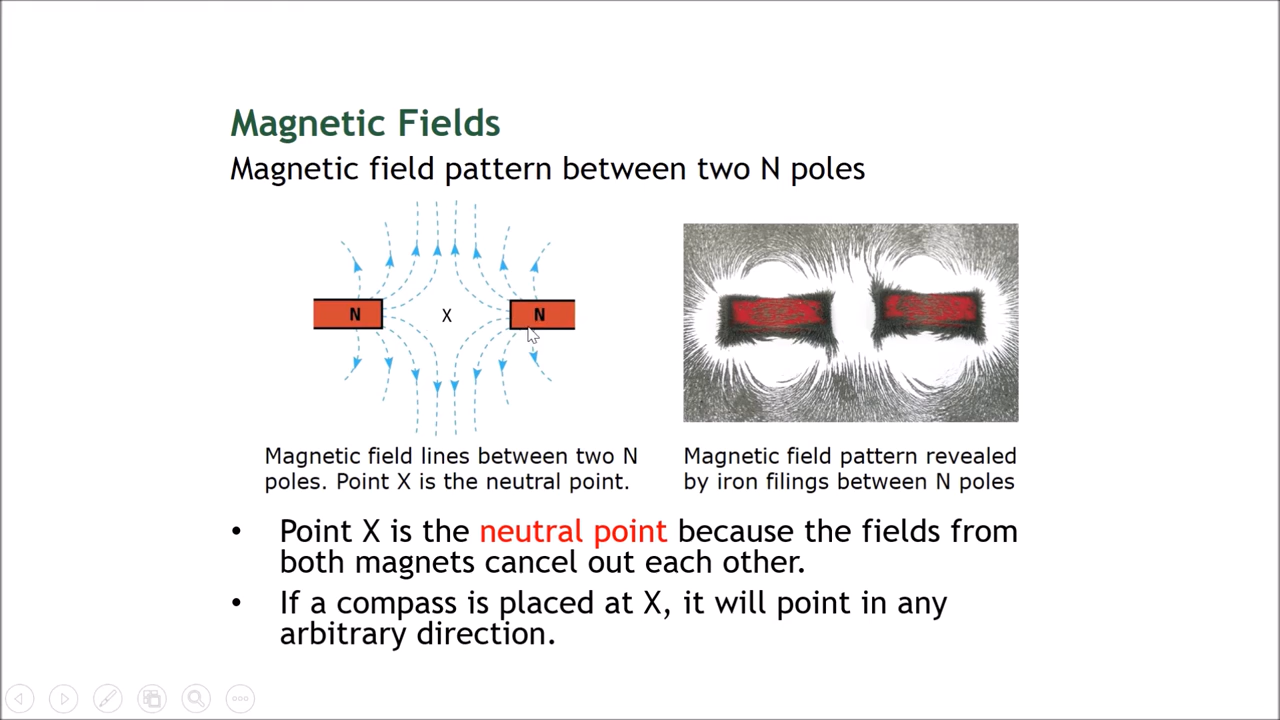 Magnetic Fields
Magnetic field pattern between two N poles
N
X
N
Magnetic field lines between two N
poles. Point X is the neutral point.
Magnetic field pattern revealed
by iron filings between N poles
• Point X is the neutral point because the fields from
both magnets cancel out each other.
• If a compass is placed at X, it will point in any
arbitrary direction.